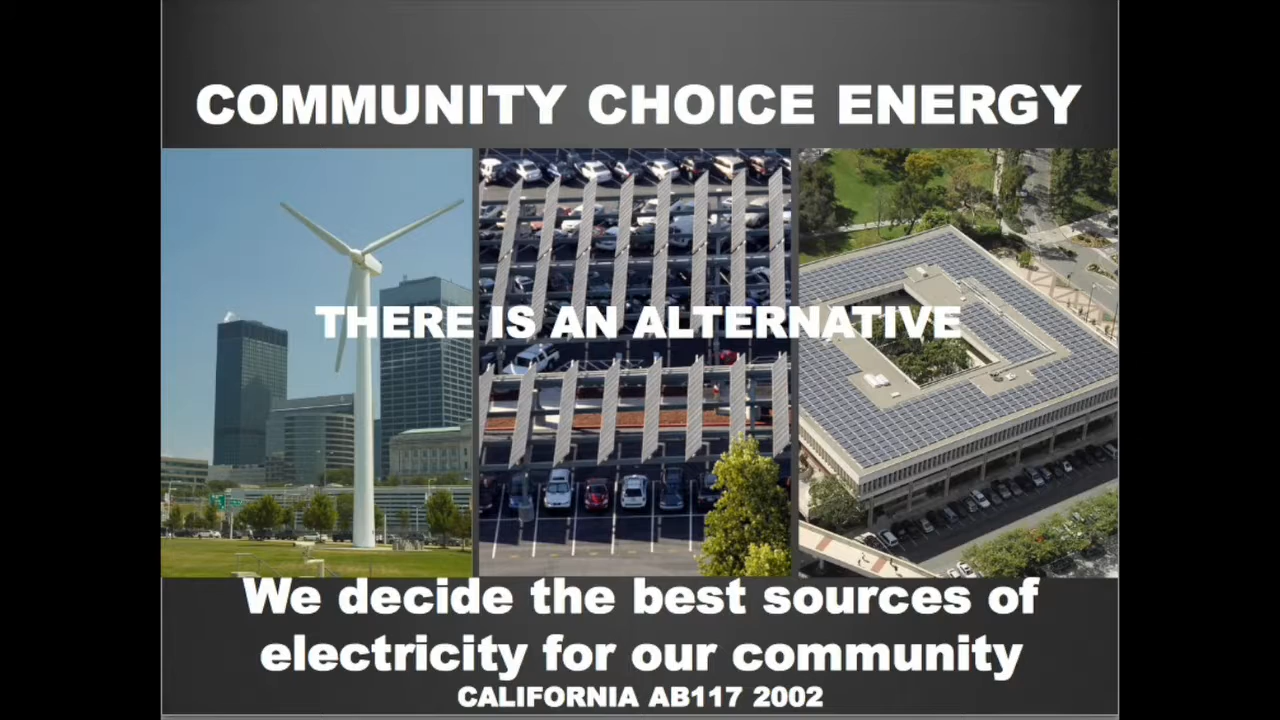 COMMUNITY CHOICE ENERGY
THERE IS AN ALTERNATIVE
We decide the best sources of
electricity for our community
CALIFORNIA AB117 2002